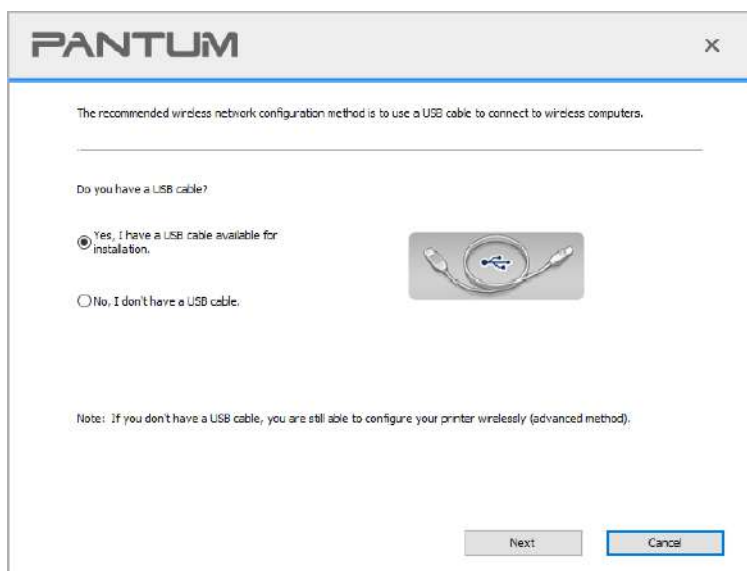 PANTUM
The recommended wireless network configuration method is to use a USB cable to connect to wireless computers.
Do you have a USB cable?
Yes, I have a USB cable available for
installation.
No, I don't have a USB cable.
Note: If you don't have a USB cable, you are still able to configure your printer wirelessly (advanced method).
Next
Cancel